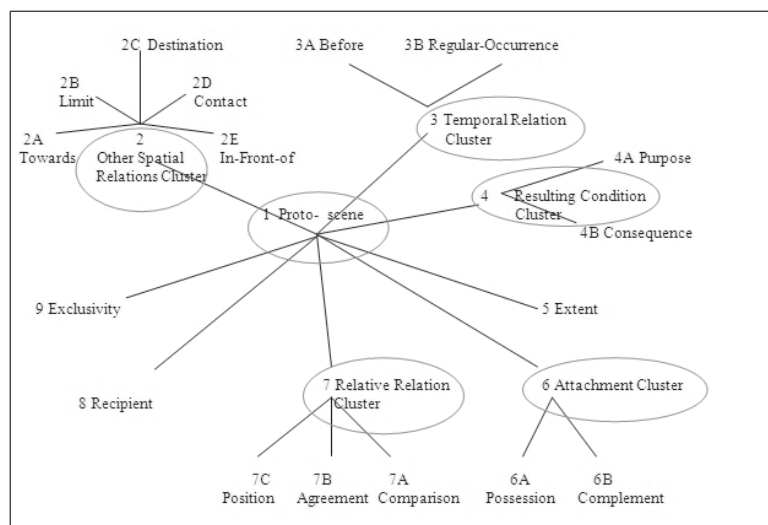 2C Destination
3A Before
3B Regular-Occurrence
2B
Limit
2D
Contact
2A
Towards
2
Other Spatial
Relations Cluster
2E
In-Front-of
3 Temporal Relation
Cluster
4A Purpose
4 Resulting Condition
Cluster
4B Consequence
1 Proto- scene
9 Exclusivity
5 Extent
8 Recipient
7 Relative Relation
Cluster
6 Attachment Cluster
7C
Position
7B
Agreement
7A
Comparison
6A
Possession
6B
Complement